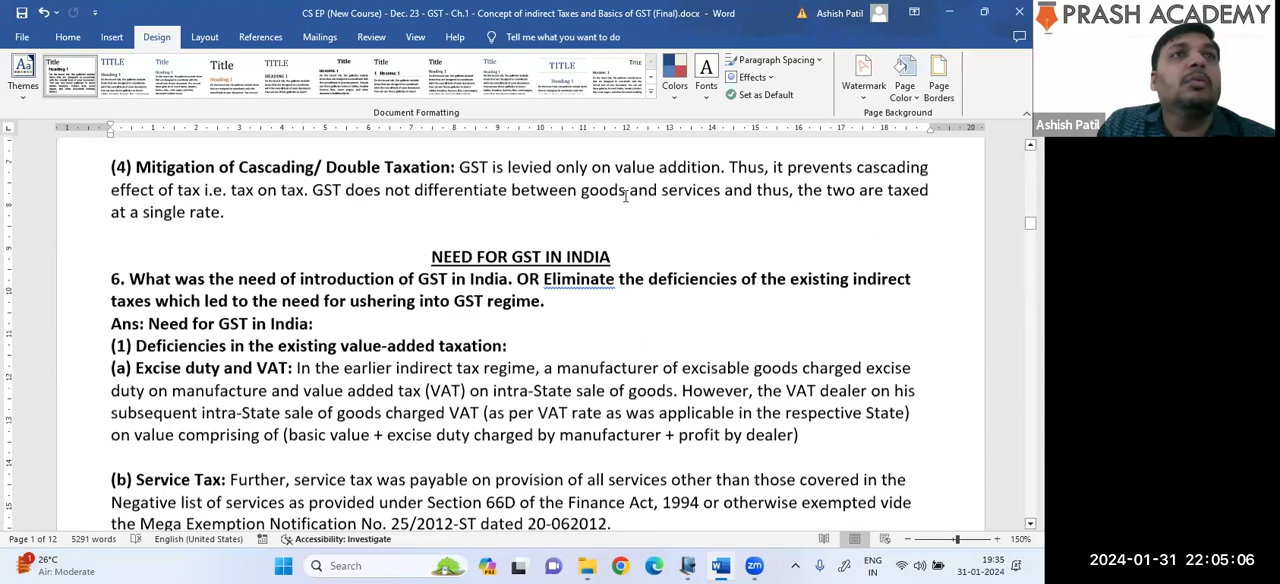 CS EP (New Course) - Dec. 23 - GST - Ch.1 - Concept of indirect Taxes and Basics of GST (Final).docx - Word
Ashish Patil
PRASH ACADEMY
File Home Insert Design Layout References Mailings Review View Help Tell me what you want to do
Themes
Title
TITLE
Title
Title
TITLE
TITLE
Colors
Fonts
Paragraph Spacing
Effects
Set as Default
Watermark
Page Color
Page Borders
Document Formatting
Page Background
Ashish Patil
(4) Mitigation of Cascading/ Double Taxation: GST is levied only on value addition. Thus, it prevents cascading
effect of tax i.e. tax on tax. GST does not differentiate between goods and services and thus, the two are taxed
at a single rate.
NEED FOR GST IN INDIA
6. What was the need of introduction of GST in India. OR Eliminate the deficiencies of the existing indirect
taxes which led to the need for ushering into GST regime.
Ans: Need for GST in India:
(1) Deficiencies in the existing value-added taxation:
(a) Excise duty and VAT: In the earlier indirect tax regime, a manufacturer of excisable goods charged excise
duty on manufacture and value added tax (VAT) on intra-State sale of goods. However, the VAT dealer on his
subsequent intra-State sale of goods charged VAT (as per VAT rate as was applicable in the respective State)
on value comprising of (basic value + excise duty charged by manufacturer + profit by dealer)
(b) Service Tax: Further, service tax was payable on provision of all services other than those covered in the
Negative list of services as provided under Section 66D of the Finance Act, 1994 or otherwise exempted vide
the Mega Exemption Notification No. 25/2012-ST dated 20-062012.
Page 1 of 12 5291 words English (United States) Accessibility: Investigate 150%
26°C
Air: Moderate
Search
ENG
IN
19:35
31-01-2024
2024-01-31 22:05:06